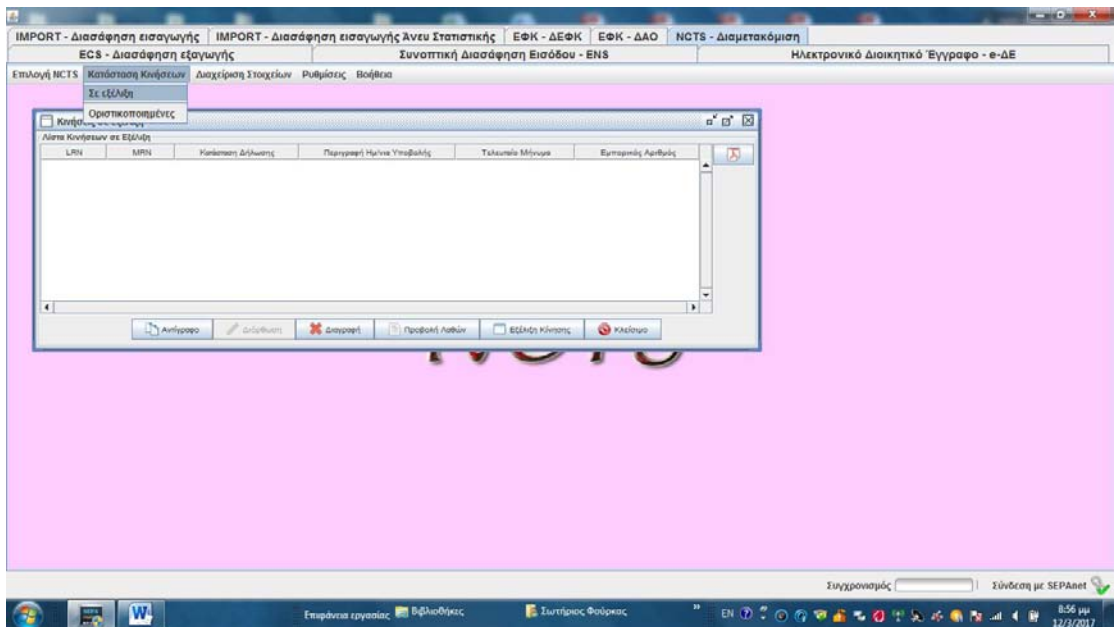 IMPORT - Διασάφηση εισαγωγής IMPORT - Διασάφηση εισαγωγής Άνευ Στατιστικής ΕΦΚ - ΔΕΦΚ ΕΦΚ - ΔΑΟ NCTS - Διαμετακόμιση
ECS - Διασάφηση εξαγωγής Συνοπτική Διασάφηση Εισόδου - ENS Ηλεκτρονικό Διοικητικό Έγγραφο - e-ΔΕ
Επιλογή NCTS Κατάσταση Κινήσεων Διαχείριση Στοιχείων Ρυθμίσεις Βοήθεια
Σε εξέλιξη
Οριστικοποιημένες
Λίστα Κινήσεων σε Εξέλιξη
LRN MRN Κατάσταση Δήλωσης Περιγραφή Ημ/νια Υποβολής Τελευταίο Μήνυμα Εμπορικός Αριθμός
Αντίγραφο Διόρθωση Διαγραφή Προβολή Λαθών Εξέλιξη Κίνησης Κλείσιμο
Συγχρονισμός Σύνδεση με SEPAnet
Επιφάνεια εργασίας Βιβλιοθήκες Σωτήριος Φούρκας » EN 8:56 μμ
12/3/2017